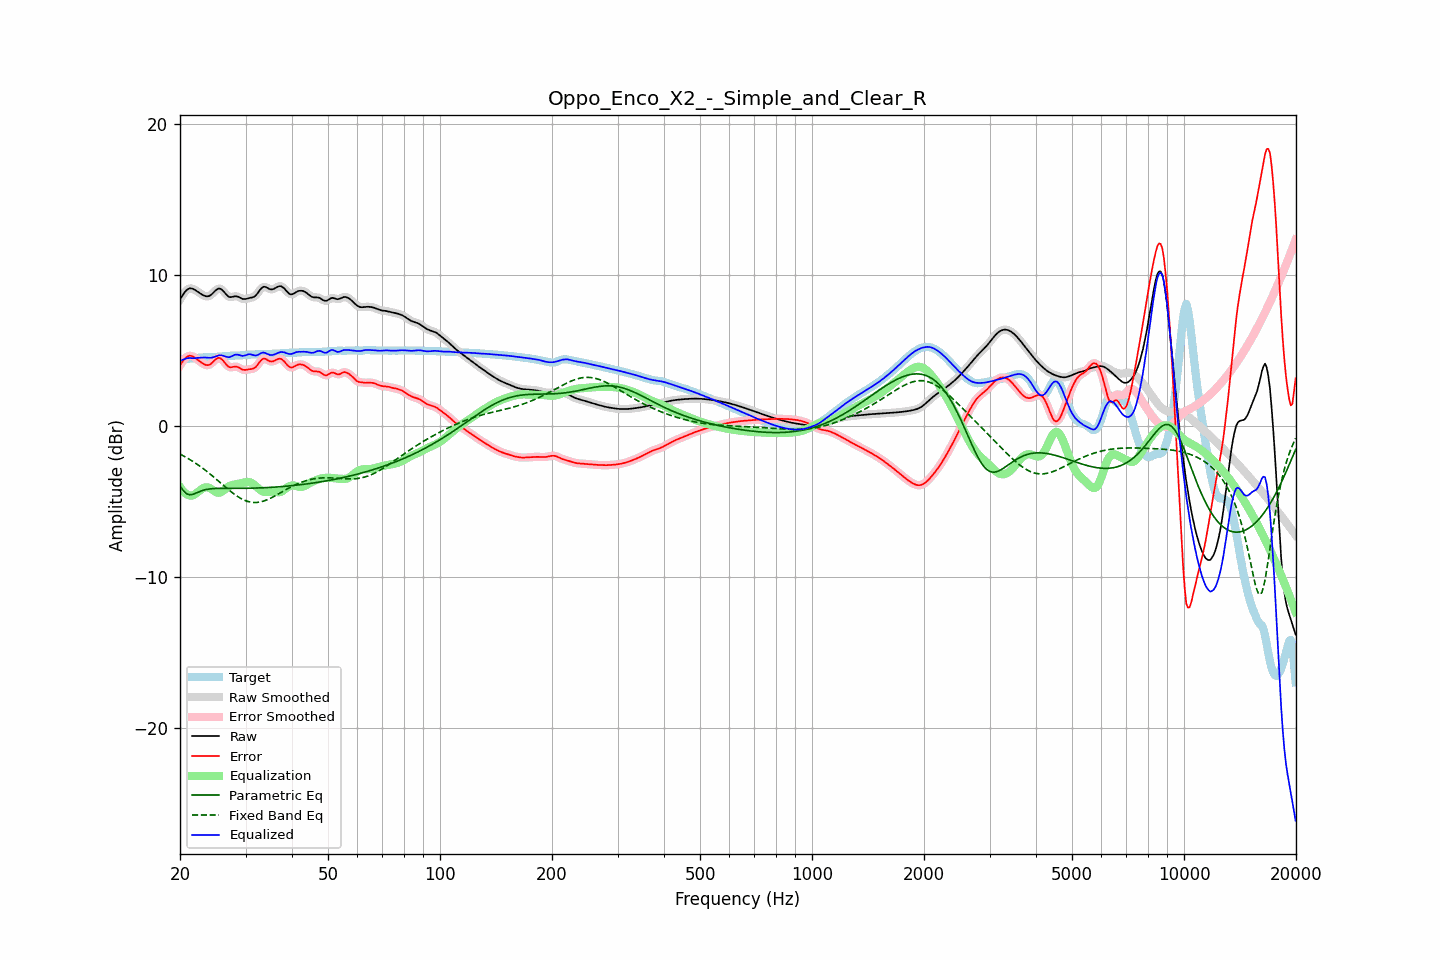 Oppo_Enco_X2_-_Simple_and_Clear_R
20
10
0
−10
−20
Amplitude (dBr)
Target
Raw Smoothed
Error Smoothed
Raw
Error
Equalization
Parametric Eq
Fixed Band Eq
Equalized
20 50 100 200 500 1000 2000 5000 10000 20000
Frequency (Hz)